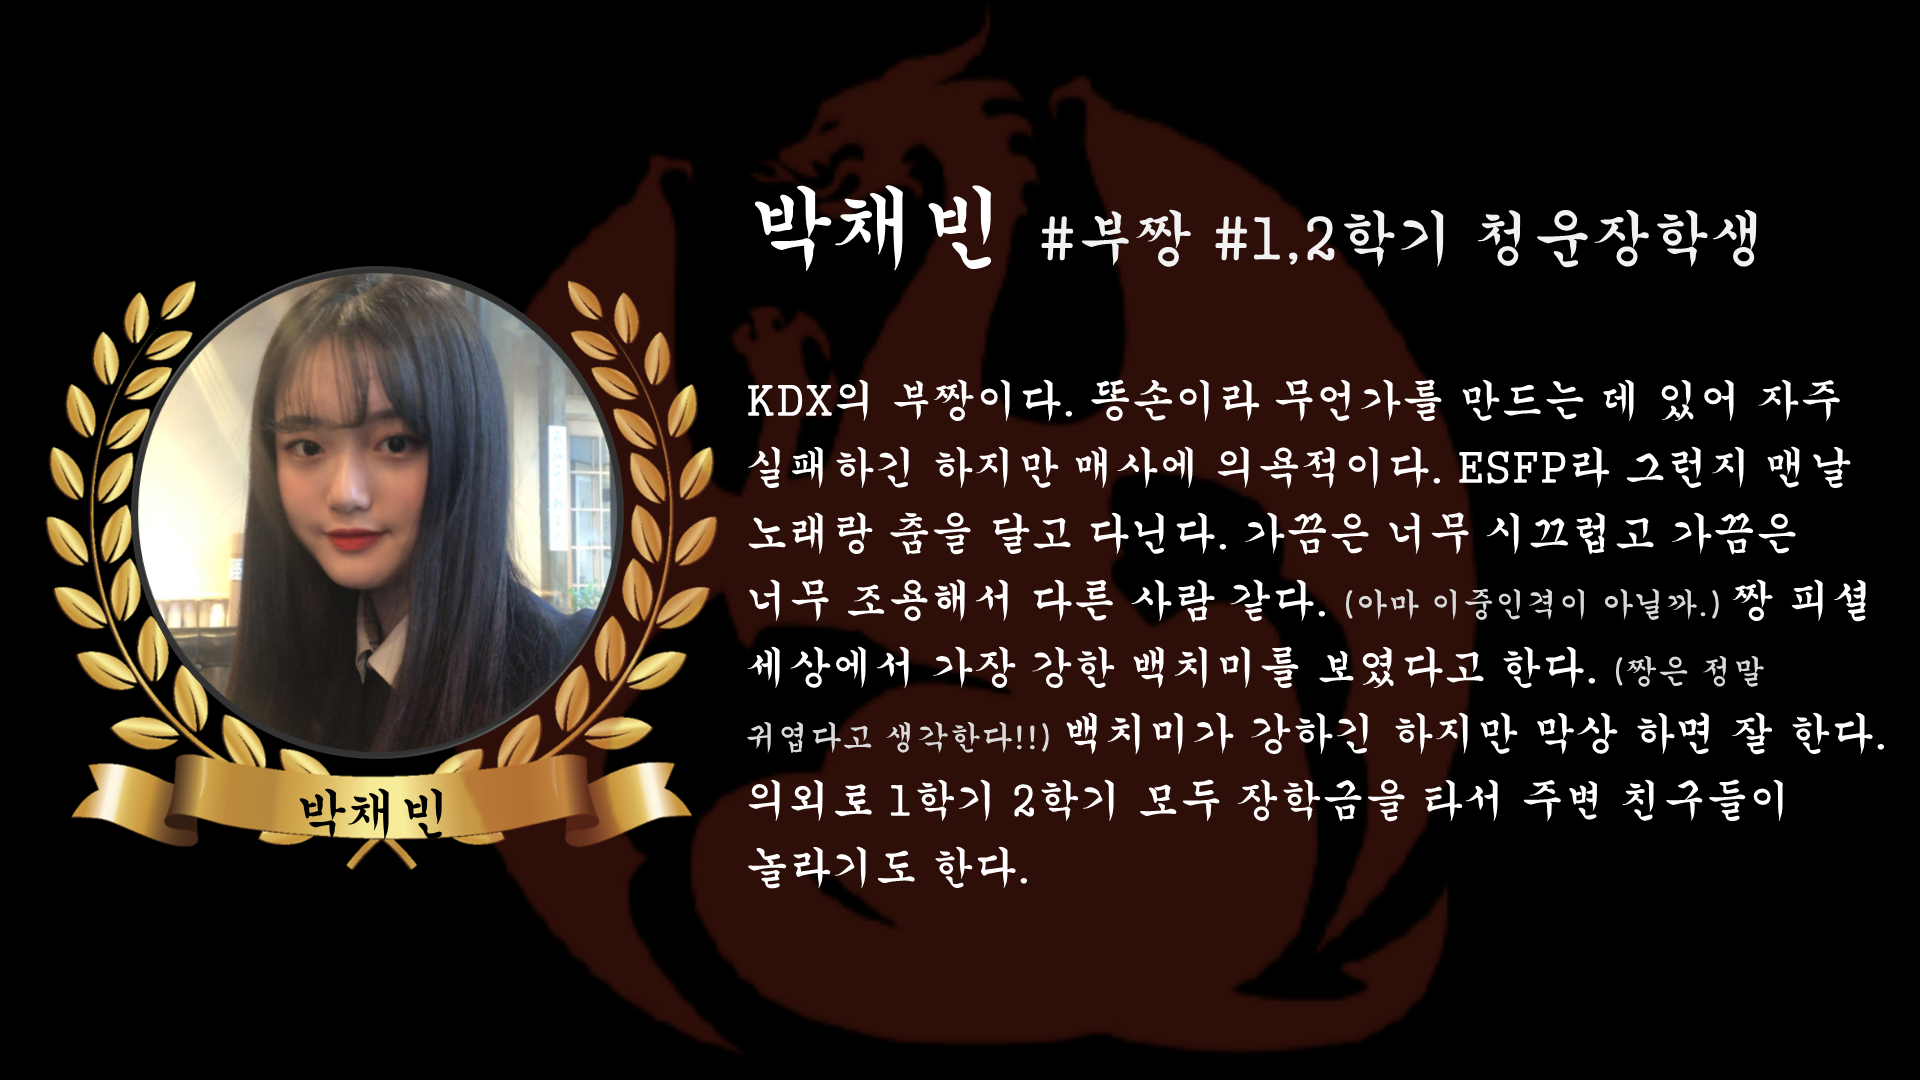 박채빈 #부짱 #1,2학기 청운장학생
KDX의 부짱이다. 똥손이라 무언가를 만드는 데 있어 자주
실패하긴 하지만 매사에 의욕적이다. ESFP라 그런지 맨날
노래랑 춤을 달고 다닌다. 가끔은 너무 시끄럽고 가끔은
너무 조용해서 다른 사람 같다. (아마 이중인격이 아닐까.) 짱 피셜
세상에서 가장 강한 백치미를 보였다고 한다. (짱은 정말
귀엽다고 생각한다!!) 백치미가 강하긴 하지만 막상 하면 잘 한다.
의외로 1학기 2학기 모두 장학금을 타서 주변 친구들이
놀라기도 한다.
박채빈